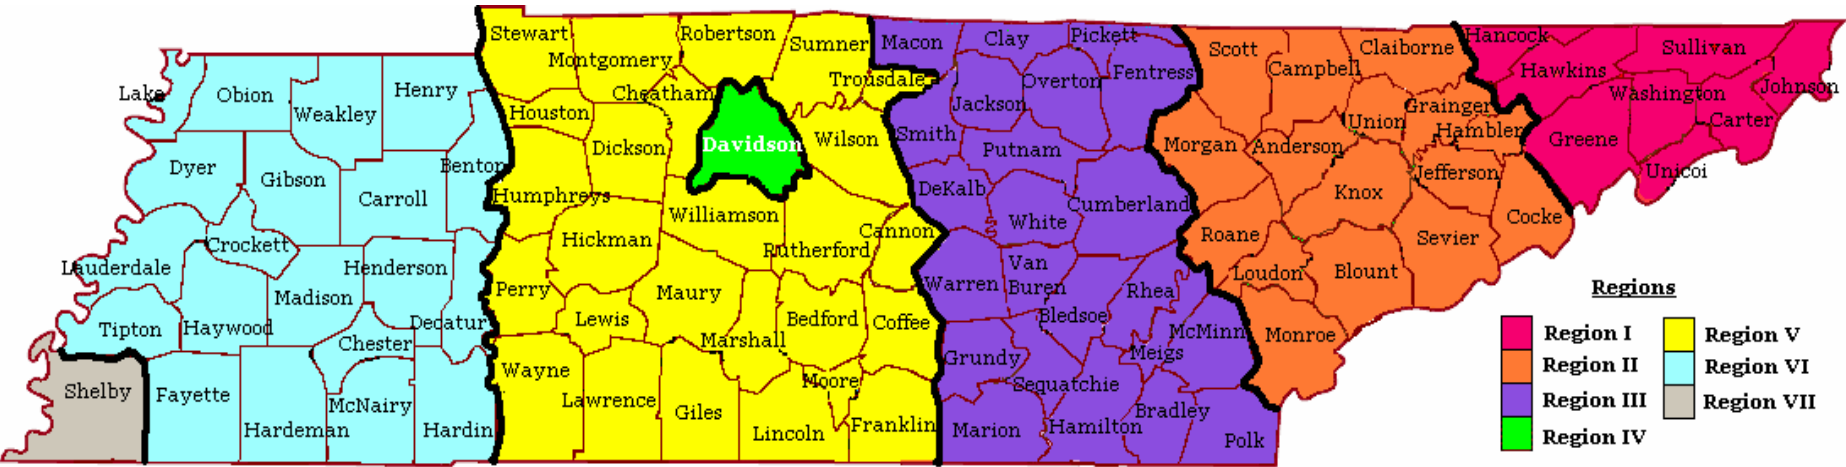 Stewart
Robertson
Sumner
Macon
Clay
Pickett
Scott
Claiborne
Hancock
Sullivan
Montgomery
Campbell
Hawkins
Lake
Obion
Henry
Cheatham
Trousdale
Overton
Fentress
Washington
Johnson
Weakley
Houston
Jackson
Grainger
Carter
Dickson
Davidson
Wilson
Smith
Putnam
Morgan
Anderson
Union
Hamblen
Greene
Dyer
Gibson
Benton
Jefferson
Unicoi
Carroll
Humphreys
Williamson
DeKalb
White
Cumberland
Knox
Cocke
Crockett
Hickman
Rutherford
Cannon
Roane
Sevier
Lauderdale
Henderson
Madison
Perry
Maury
Warren
Van
Buren
Rhea
Loudon
Blount
Regions
Tipton
Haywood
Decatur
Lewis
Marshall
Bedford
Coffee
Bledsoe
McMinn
Monroe
Region I
Region V
Chester
Wayne
Grundy
Meigs
Region II
Region VI
Shelby
Fayette
McNairy
Lawrence
Giles
Moore
Sequatchie
Bradley
Region III
Region VII
Hardeman
Hardin
Lincoln
Franklin
Marion
Hamilton
Polk
Region IV